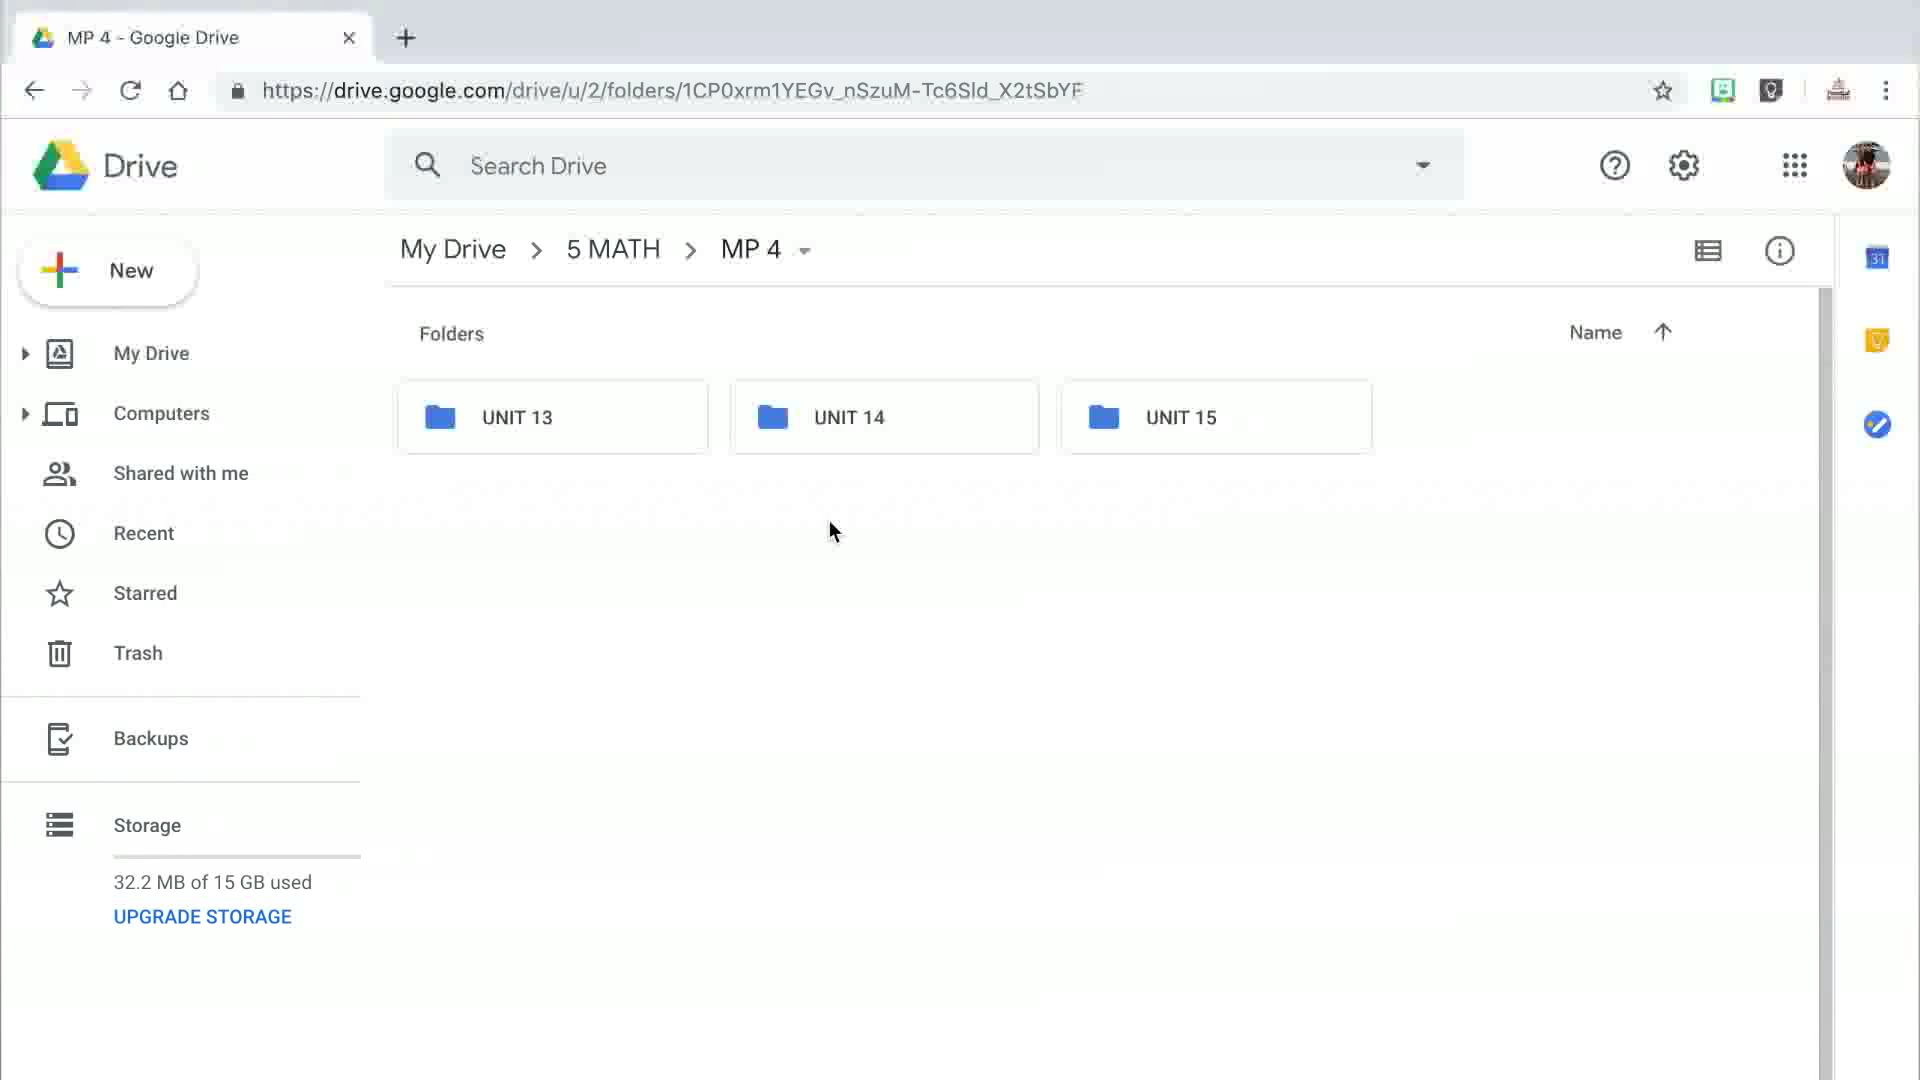 MP 4 - Google Drive
https://drive.google.com/drive/u/2/folders/1CP0xrm1YEGv_nSzuM-Tc6Sld_X2tSbYF
Drive
Search Drive
New
My Drive > 5 MATH > MP 4
31
Folders
Name
My Drive
UNIT 13
UNIT 14
UNIT 15
Computers
Shared with me
Recent
Starred
Trash
Backups
Storage
32.2 MB of 15 GB used
UPGRADE STORAGE